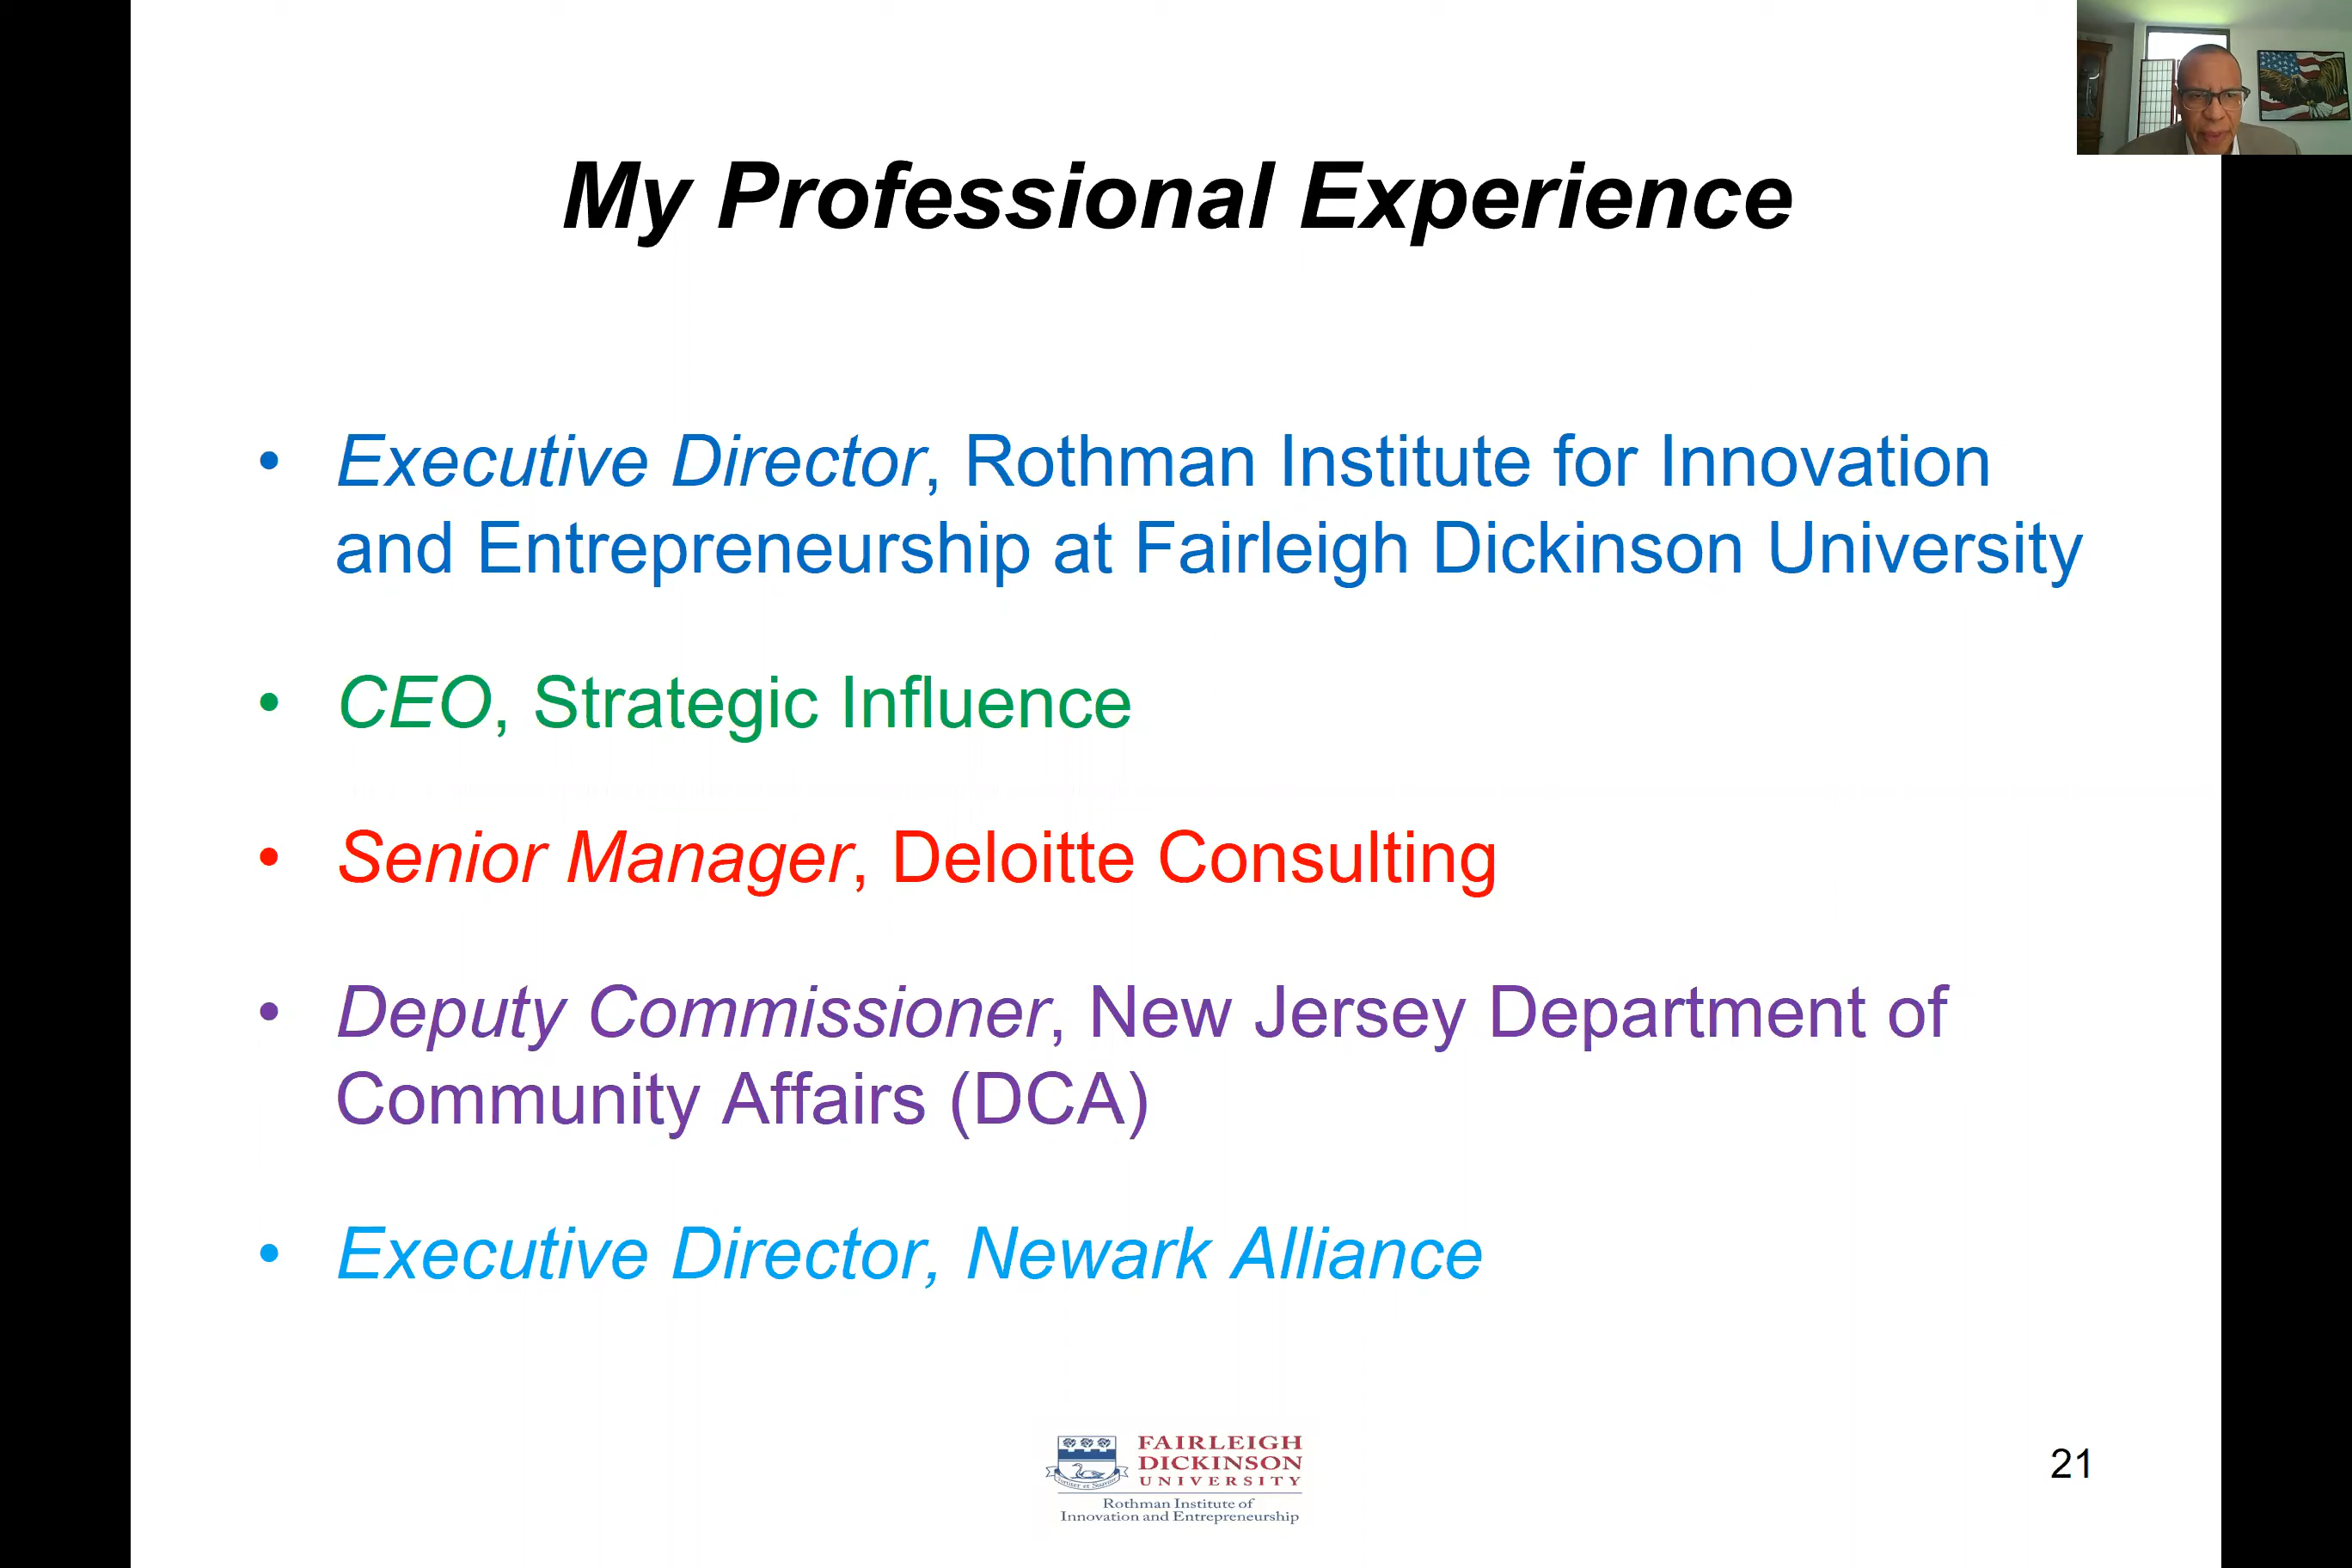 My Professional Experience
• Executive Director, Rothman Institute for Innovation
and Entrepreneurship at Fairleigh Dickinson University
• CEO, Strategic Influence
• Senior Manager, Deloitte Consulting
• Deputy Commissioner, New Jersey Department of
Community Affairs (DCA)
• Executive Director, Newark Alliance
FAIRLEIGH
DICKINSON
UNIVERSITY
Rothman Institute of
Innovation and Entrepreneurship
21